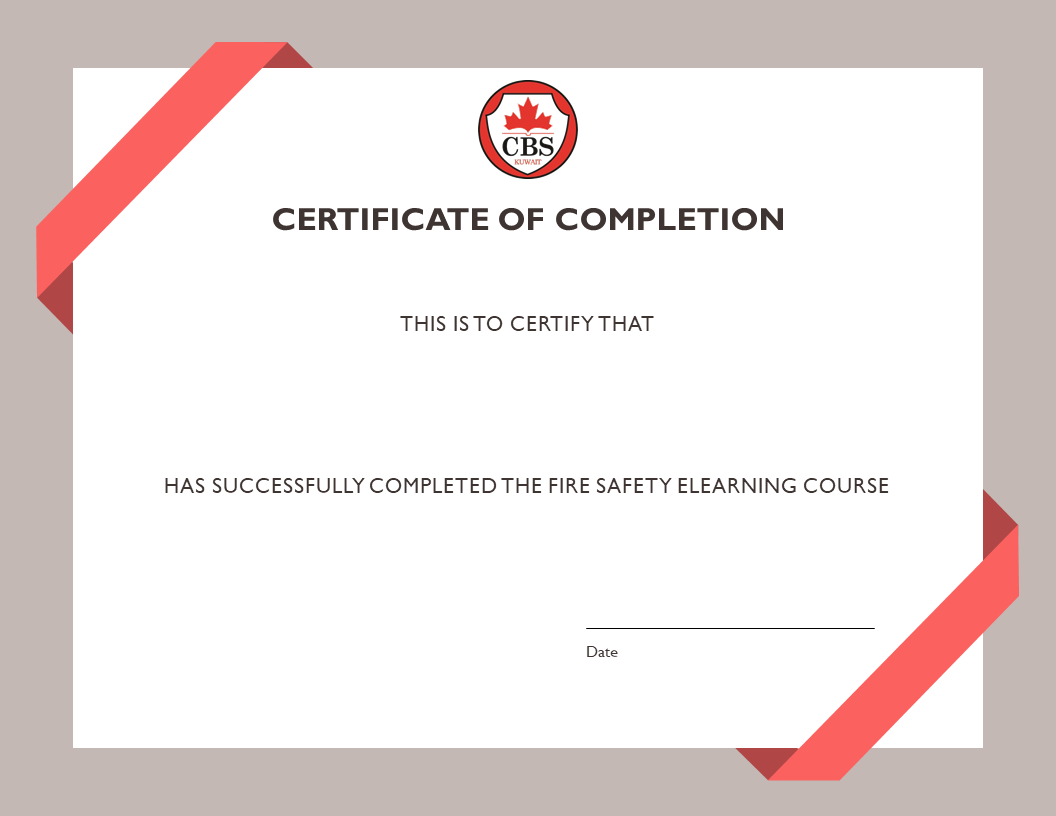 CBS
KUWAIT
CERTIFICATE OF COMPLETION
THIS IS TO CERTIFY THAT
HAS SUCCESSFULLY COMPLETED THE FIRE SAFETY ELEARNING COURSE
Date